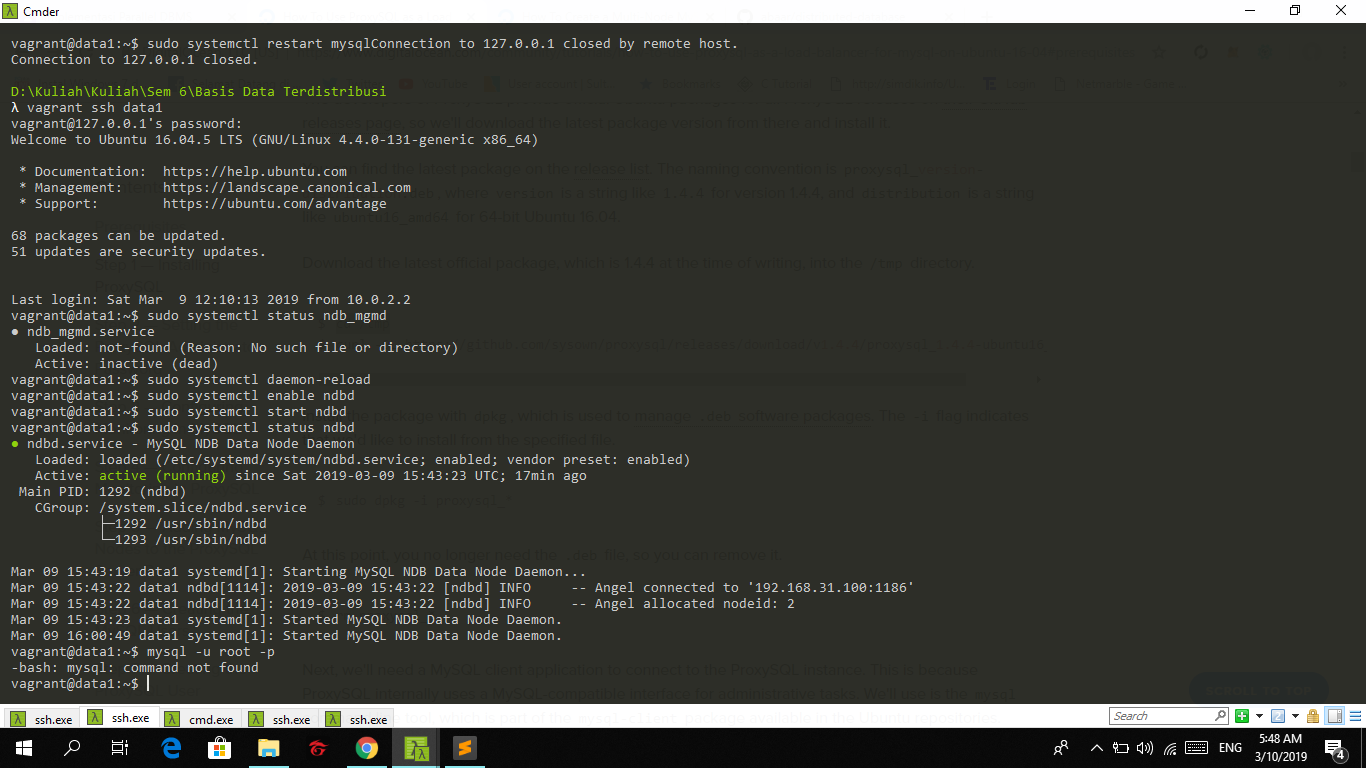 Cmder
vagrant@data1:~$ sudo systemctl restart mysqlConnection to 127.0.0.1 closed by remote host.
Connection to 127.0.0.1 closed.
D:\Kuliah\Kuliah\Sem 6\Basis Data Terdistribusi
λ vagrant ssh data1
vagrant@127.0.0.1's password:
Welcome to Ubuntu 16.04.5 LTS (GNU/Linux 4.4.0-131-generic x86_64)
* Documentation:  https://help.ubuntu.com
* Management:     https://landscape.canonical.com
* Support:        https://ubuntu.com/advantage
68 packages can be updated.
51 updates are security updates.
Last login: Sat Mar  9 12:10:13 2019 from 10.0.2.2
vagrant@data1:~$ sudo systemctl status ndb_mgmd
● ndb_mgmd.service
Loaded: not-found (Reason: No such file or directory)
Active: inactive (dead)
vagrant@data1:~$ sudo systemctl daemon-reload
vagrant@data1:~$ sudo systemctl enable ndbd
vagrant@data1:~$ sudo systemctl start ndbd
vagrant@data1:~$ sudo systemctl status ndbd
● ndbd.service - MySQL NDB Data Node Daemon
Loaded: loaded (/etc/systemd/system/ndbd.service; enabled; vendor preset: enabled)
Active: active (running) since Sat 2019-03-09 15:43:23 UTC; 17min ago
Main PID: 1292 (ndbd)
CGroup: /system.slice/ndbd.service
├─1292 /usr/sbin/ndbd
└─1293 /usr/sbin/ndbd
Mar 09 15:43:19 data1 systemd[1]: Starting MySQL NDB Data Node Daemon...
Mar 09 15:43:22 data1 ndbd[1114]: 2019-03-09 15:43:22 [ndbd] INFO     -- Angel connected to '192.168.31.100:1186'
Mar 09 15:43:22 data1 ndbd[1114]: 2019-03-09 15:43:22 [ndbd] INFO     -- Angel allocated nodeid: 2
Mar 09 15:43:23 data1 systemd[1]: Started MySQL NDB Data Node Daemon.
Mar 09 16:00:49 data1 systemd[1]: Started MySQL NDB Data Node Daemon.
vagrant@data1:~$ mysql -u root -p
-bash: mysql: command not found
vagrant@data1:~$
ssh.exe ssh.exe cmd.exe ssh.exe ssh.exe Search
ENG 5:48 AM
3/10/2019 4